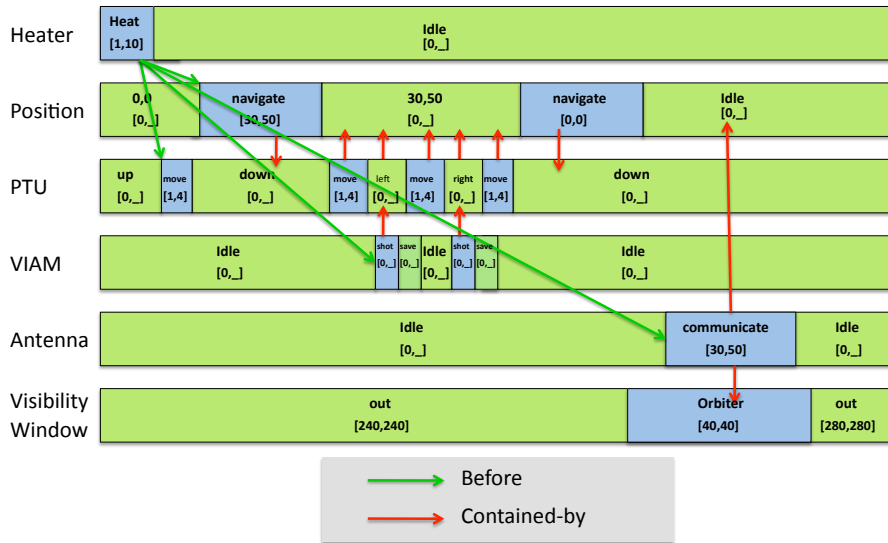 Heater
Heat
[1,10]
Idle
[0,_]
Position
0,0
[0,_]
navigate
[30,50]
30,50
[0,_]
navigate
[0,0]
Idle
[0,_]
PTU
up
[0,_]
move
[1,4]
down
[0,_]
move
[1,4]
left
[0,_]
move
[1,4]
right
[0,_]
move
[1,4]
down
[0,_]
VIAM
Idle
[0,_]
shot
[0,_]
save
[0,_]
Idle
[0,_]
shot
[0,_]
save
[0,_]
Idle
[0,_]
Antenna
Idle
[0,_]
communicate
[30,50]
Idle
[0,_]
Visibility
Window
out
[240,240]
Orbiter
[40,40]
out
[280,280]
Before
Contained-by